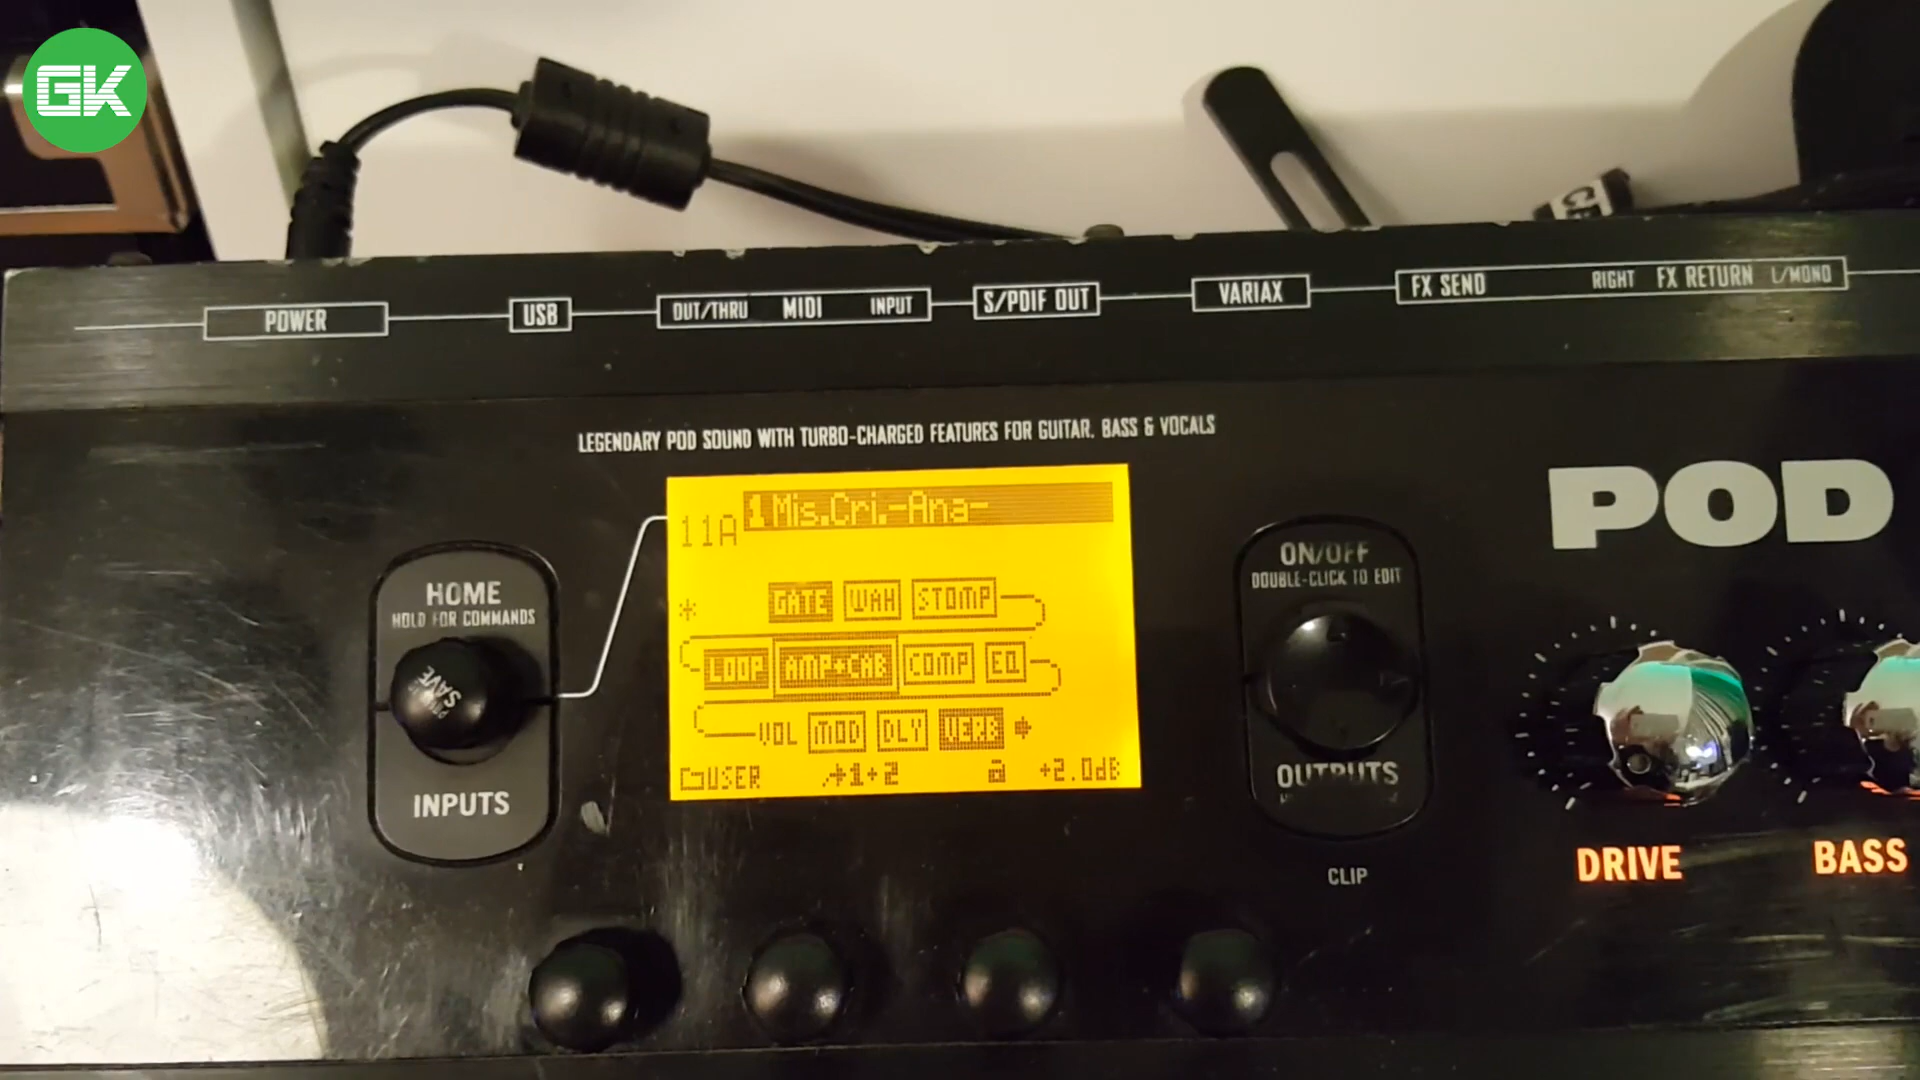 GK
POWER
USB
OUT/THRU MIDI INPUT
S/PDIF OUT
VARIAX
FX SEND RIGHT FX RETURN L/MONO
LEGENDARY POD SOUND WITH TURBO-CHARGED FEATURES FOR GUITAR, BASS & VOCALS
POD
HOME
HOLD FOR COMMANDS
SAVE
INPUTS
11A 1 Mis.Cri.-Ana-
GATE WAH STOMP
LOOP AMP+CAB COMP EQ
VOL MOD DLY VERB
USER 1+2 +2.0dB
ON/OFF
DOUBLE-CLICK TO EDIT
OUTPUTS
CLIP
DRIVE
BASS